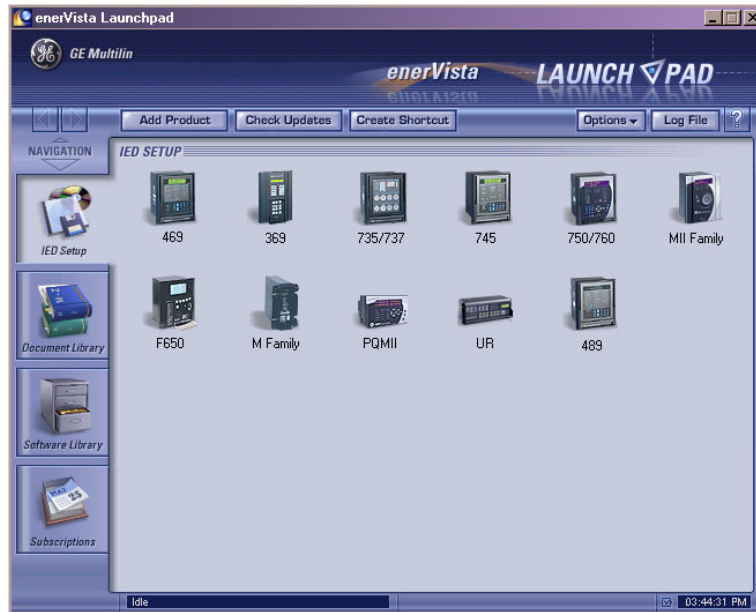 enerVista Launchpad
GE Multilin
enerVista LAUNCH PAD
Add Product Check Updates Create Shortcut Options Log File ?
NAVIGATION
IED SETUP
469 369 735/737 745 750/760 MII Family
IED Setup
F650 M Family PQMII UR 489
Document Library
Software Library
MAY 25
Subscriptions
Idle 03:44:31 PM